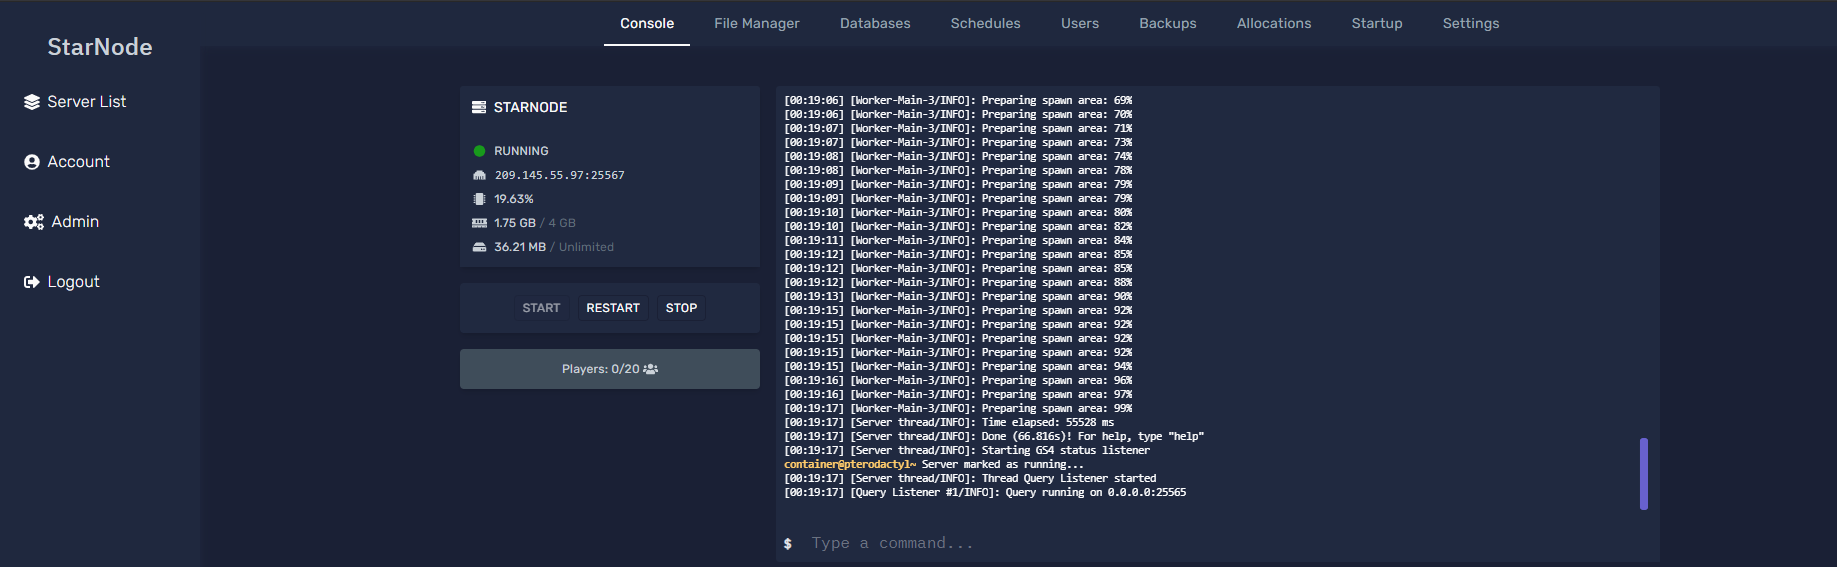 Console File Manager Databases Schedules Users Backups Allocations Startup Settings
StarNode
Server List
Account
Admin
Logout
STARNODE
RUNNING
209.145.55.97:25567
19.63%
1.75 GB / 4 GB
36.21 MB / Unlimited
START RESTART STOP
Players: 0/20
[00:19:06] [Worker-Main-3/INFO]: Preparing spawn area: 69%
[00:19:06] [Worker-Main-3/INFO]: Preparing spawn area: 70%
[00:19:07] [Worker-Main-3/INFO]: Preparing spawn area: 71%
[00:19:07] [Worker-Main-3/INFO]: Preparing spawn area: 73%
[00:19:08] [Worker-Main-3/INFO]: Preparing spawn area: 74%
[00:19:08] [Worker-Main-3/INFO]: Preparing spawn area: 78%
[00:19:09] [Worker-Main-3/INFO]: Preparing spawn area: 79%
[00:19:09] [Worker-Main-3/INFO]: Preparing spawn area: 79%
[00:19:10] [Worker-Main-3/INFO]: Preparing spawn area: 80%
[00:19:10] [Worker-Main-3/INFO]: Preparing spawn area: 82%
[00:19:11] [Worker-Main-3/INFO]: Preparing spawn area: 84%
[00:19:12] [Worker-Main-3/INFO]: Preparing spawn area: 85%
[00:19:12] [Worker-Main-3/INFO]: Preparing spawn area: 85%
[00:19:12] [Worker-Main-3/INFO]: Preparing spawn area: 88%
[00:19:13] [Worker-Main-3/INFO]: Preparing spawn area: 90%
[00:19:15] [Worker-Main-3/INFO]: Preparing spawn area: 92%
[00:19:15] [Worker-Main-3/INFO]: Preparing spawn area: 92%
[00:19:15] [Worker-Main-3/INFO]: Preparing spawn area: 92%
[00:19:15] [Worker-Main-3/INFO]: Preparing spawn area: 92%
[00:19:15] [Worker-Main-3/INFO]: Preparing spawn area: 94%
[00:19:16] [Worker-Main-3/INFO]: Preparing spawn area: 96%
[00:19:16] [Worker-Main-3/INFO]: Preparing spawn area: 97%
[00:19:17] [Worker-Main-3/INFO]: Preparing spawn area: 99%
[00:19:17] [Server thread/INFO]: Time elapsed: 55528 ms
[00:19:17] [Server thread/INFO]: Done (66.816s)! For help, type "help"
[00:19:17] [Server thread/INFO]: Starting GS4 status listener
container@pterodactyl~ Server marked as running...
[00:19:17] [Server thread/INFO]: Thread Query Listener started
[00:19:17] [Query Listener #1/INFO]: Query running on 0.0.0.0:25565
$ Type a command...